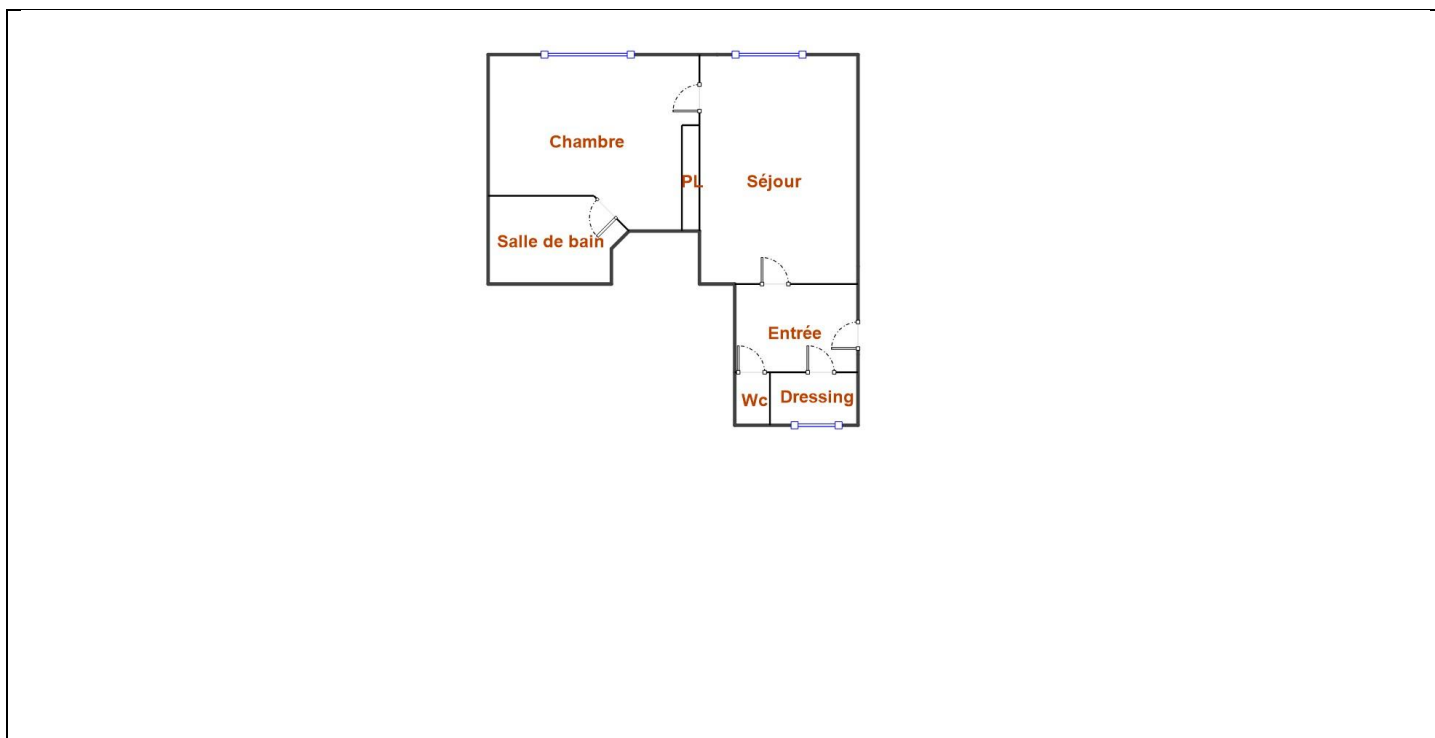 Chambre
PL
Séjour
Salle de bain
Entrée
Wc
Dressing